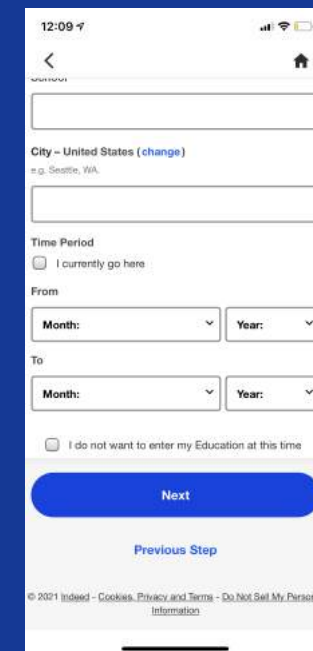 12:09
School
City – United States (change)
e.g. Seattle, WA.
Time Period
I currently go here
From
Month: Year:
To
Month: Year:
I do not want to enter my Education at this time
Next
Previous Step
© 2021 Indeed - Cookies, Privacy and Terms - Do Not Sell My Person
Information